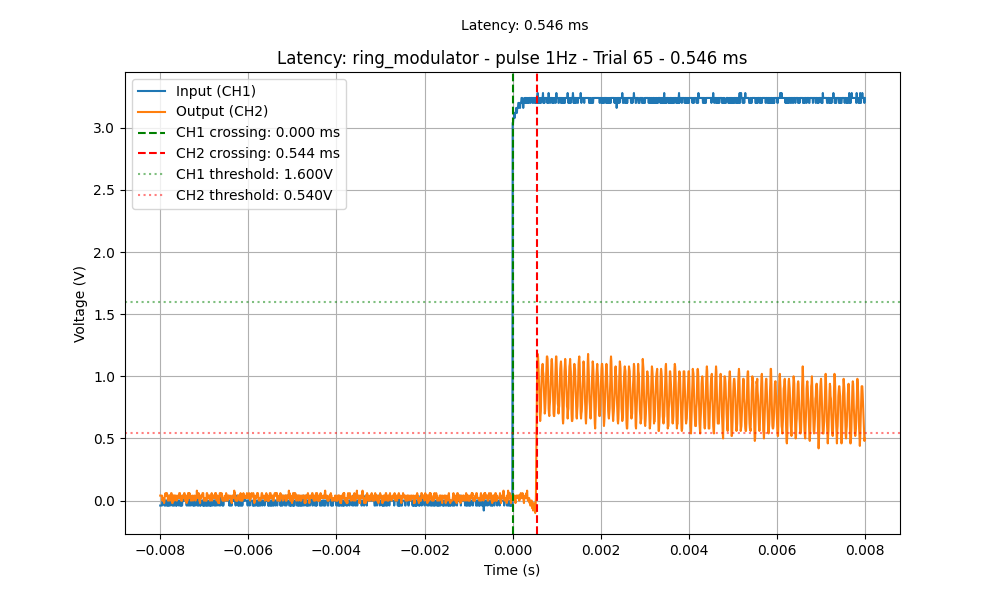 Latency: 0.546 ms
Latency: ring_modulator - pulse 1Hz - Trial 65 - 0.546 ms
Input (CH1)
Output (CH2)
CH1 crossing: 0.000 ms
CH2 crossing: 0.544 ms
CH1 threshold: 1.600V
CH2 threshold: 0.540V
Voltage (V)
3.0
2.5
2.0
1.5
1.0
0.5
0.0
−0.008 −0.006 −0.004 −0.002 0.000 0.002 0.004 0.006 0.008
Time (s)